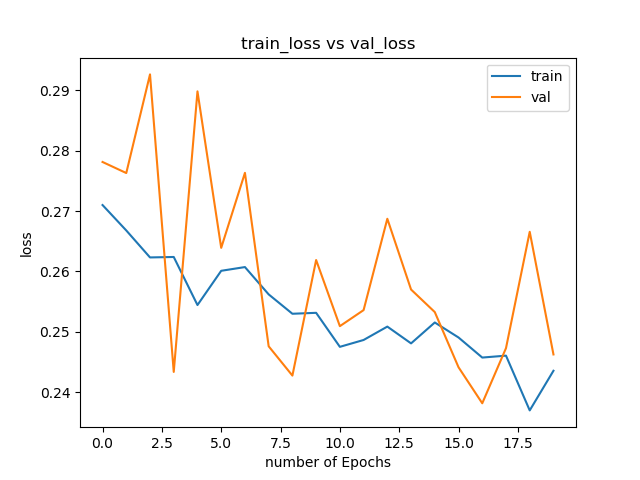 train_loss vs val_loss
train
val
0.29
0.28
0.27
0.26
0.25
0.24
loss
0.0 2.5 5.0 7.5 10.0 12.5 15.0 17.5
number of Epochs